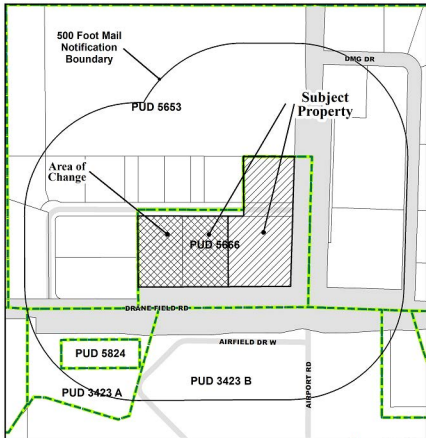 500 Foot Mail
Notification
Boundary
DMG DR
PUD 5653
Subject
Property
Area of
Change
PUD 5666
DRANE FIELD RD
AIRFIELD DR W
PUD 5824
PUD 3423 A
PUD 3423 B
AIRPORT RD